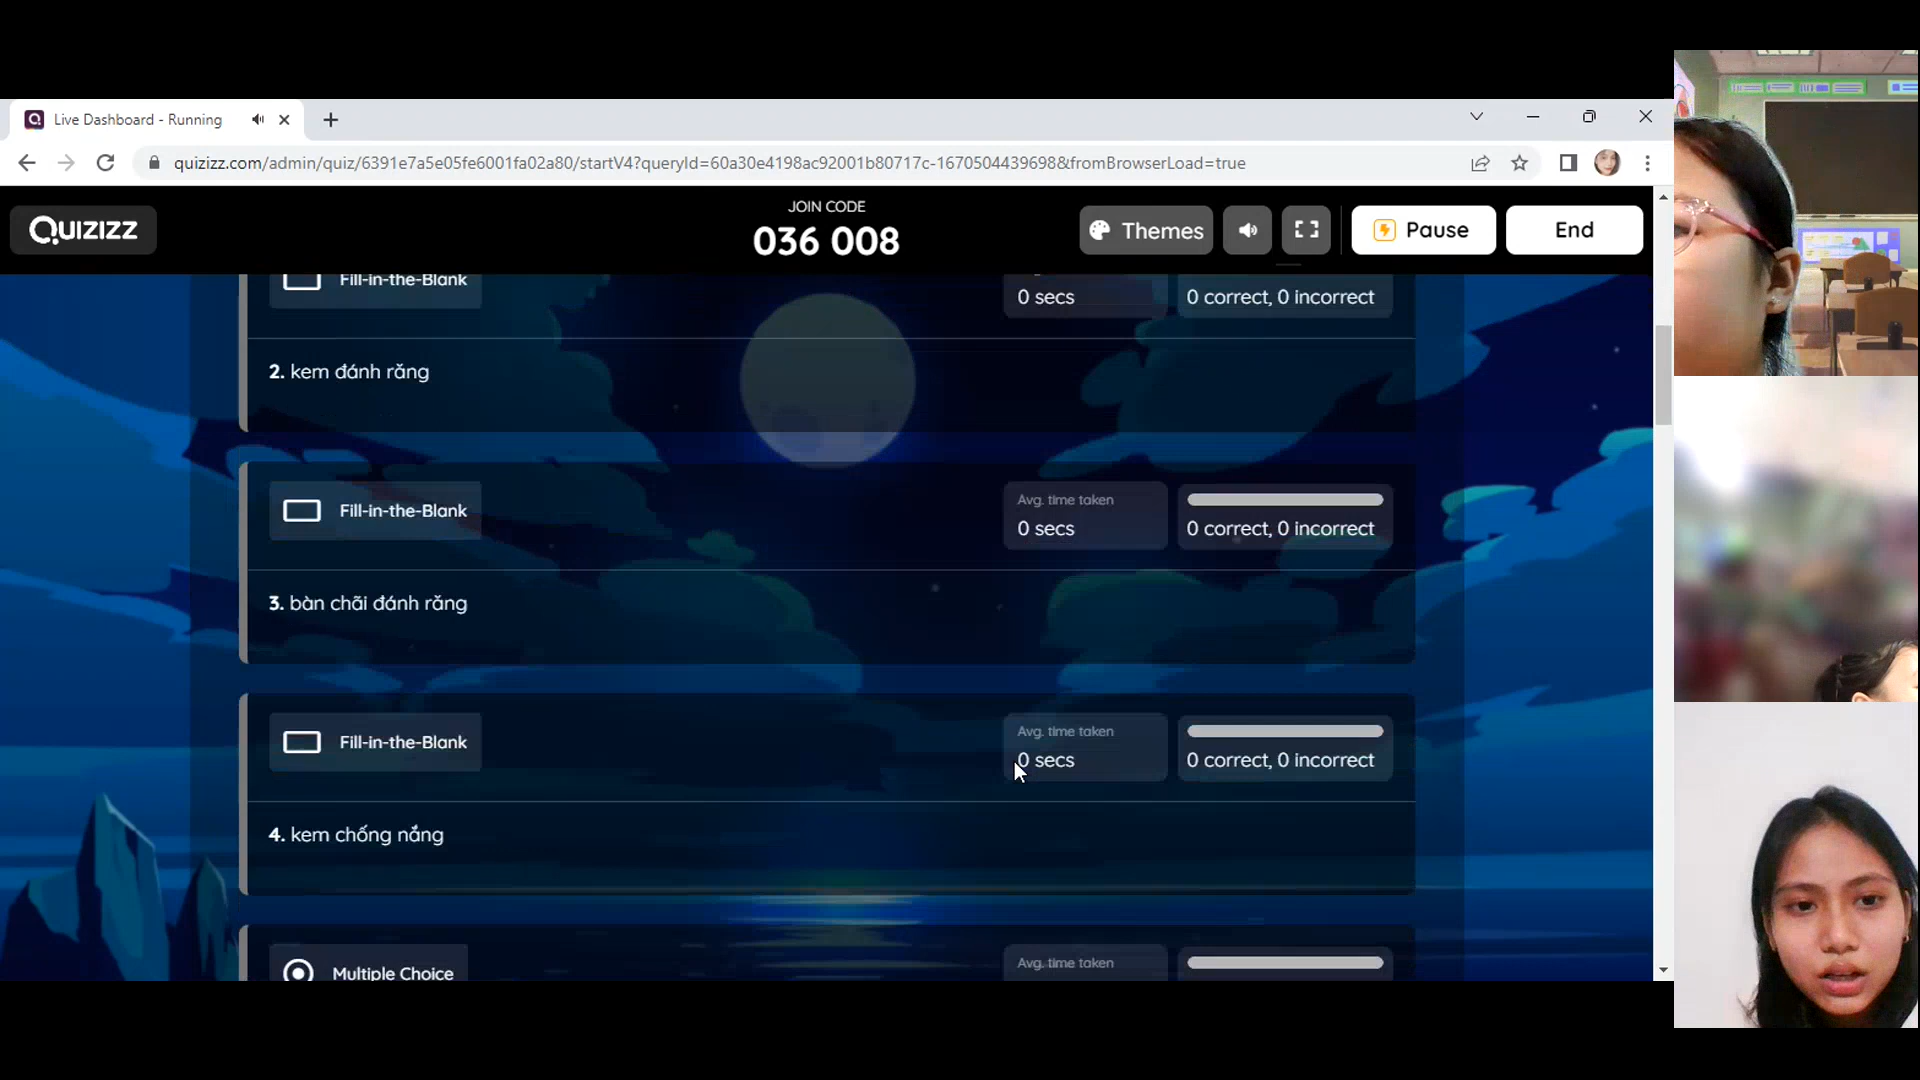 Live Dashboard - Running
quizizz.com/admin/quiz/6391e7a5e05fe6001fa02a80/startV4?queryId=60a30e4198ac92001b80717c-1670504439698&fromBrowserLoad=true
QUIZIZZ
JOIN CODE
036 008
Themes
Pause
End
Fill-in-the-Blank
0 secs
0 correct, 0 incorrect
2. kem đánh răng
Fill-in-the-Blank
Avg. time taken
0 secs
0 correct, 0 incorrect
3. bàn chãi đánh răng
Fill-in-the-Blank
Avg. time taken
0 secs
0 correct, 0 incorrect
4. kem chống nắng
Multiple Choice
Avg. time taken